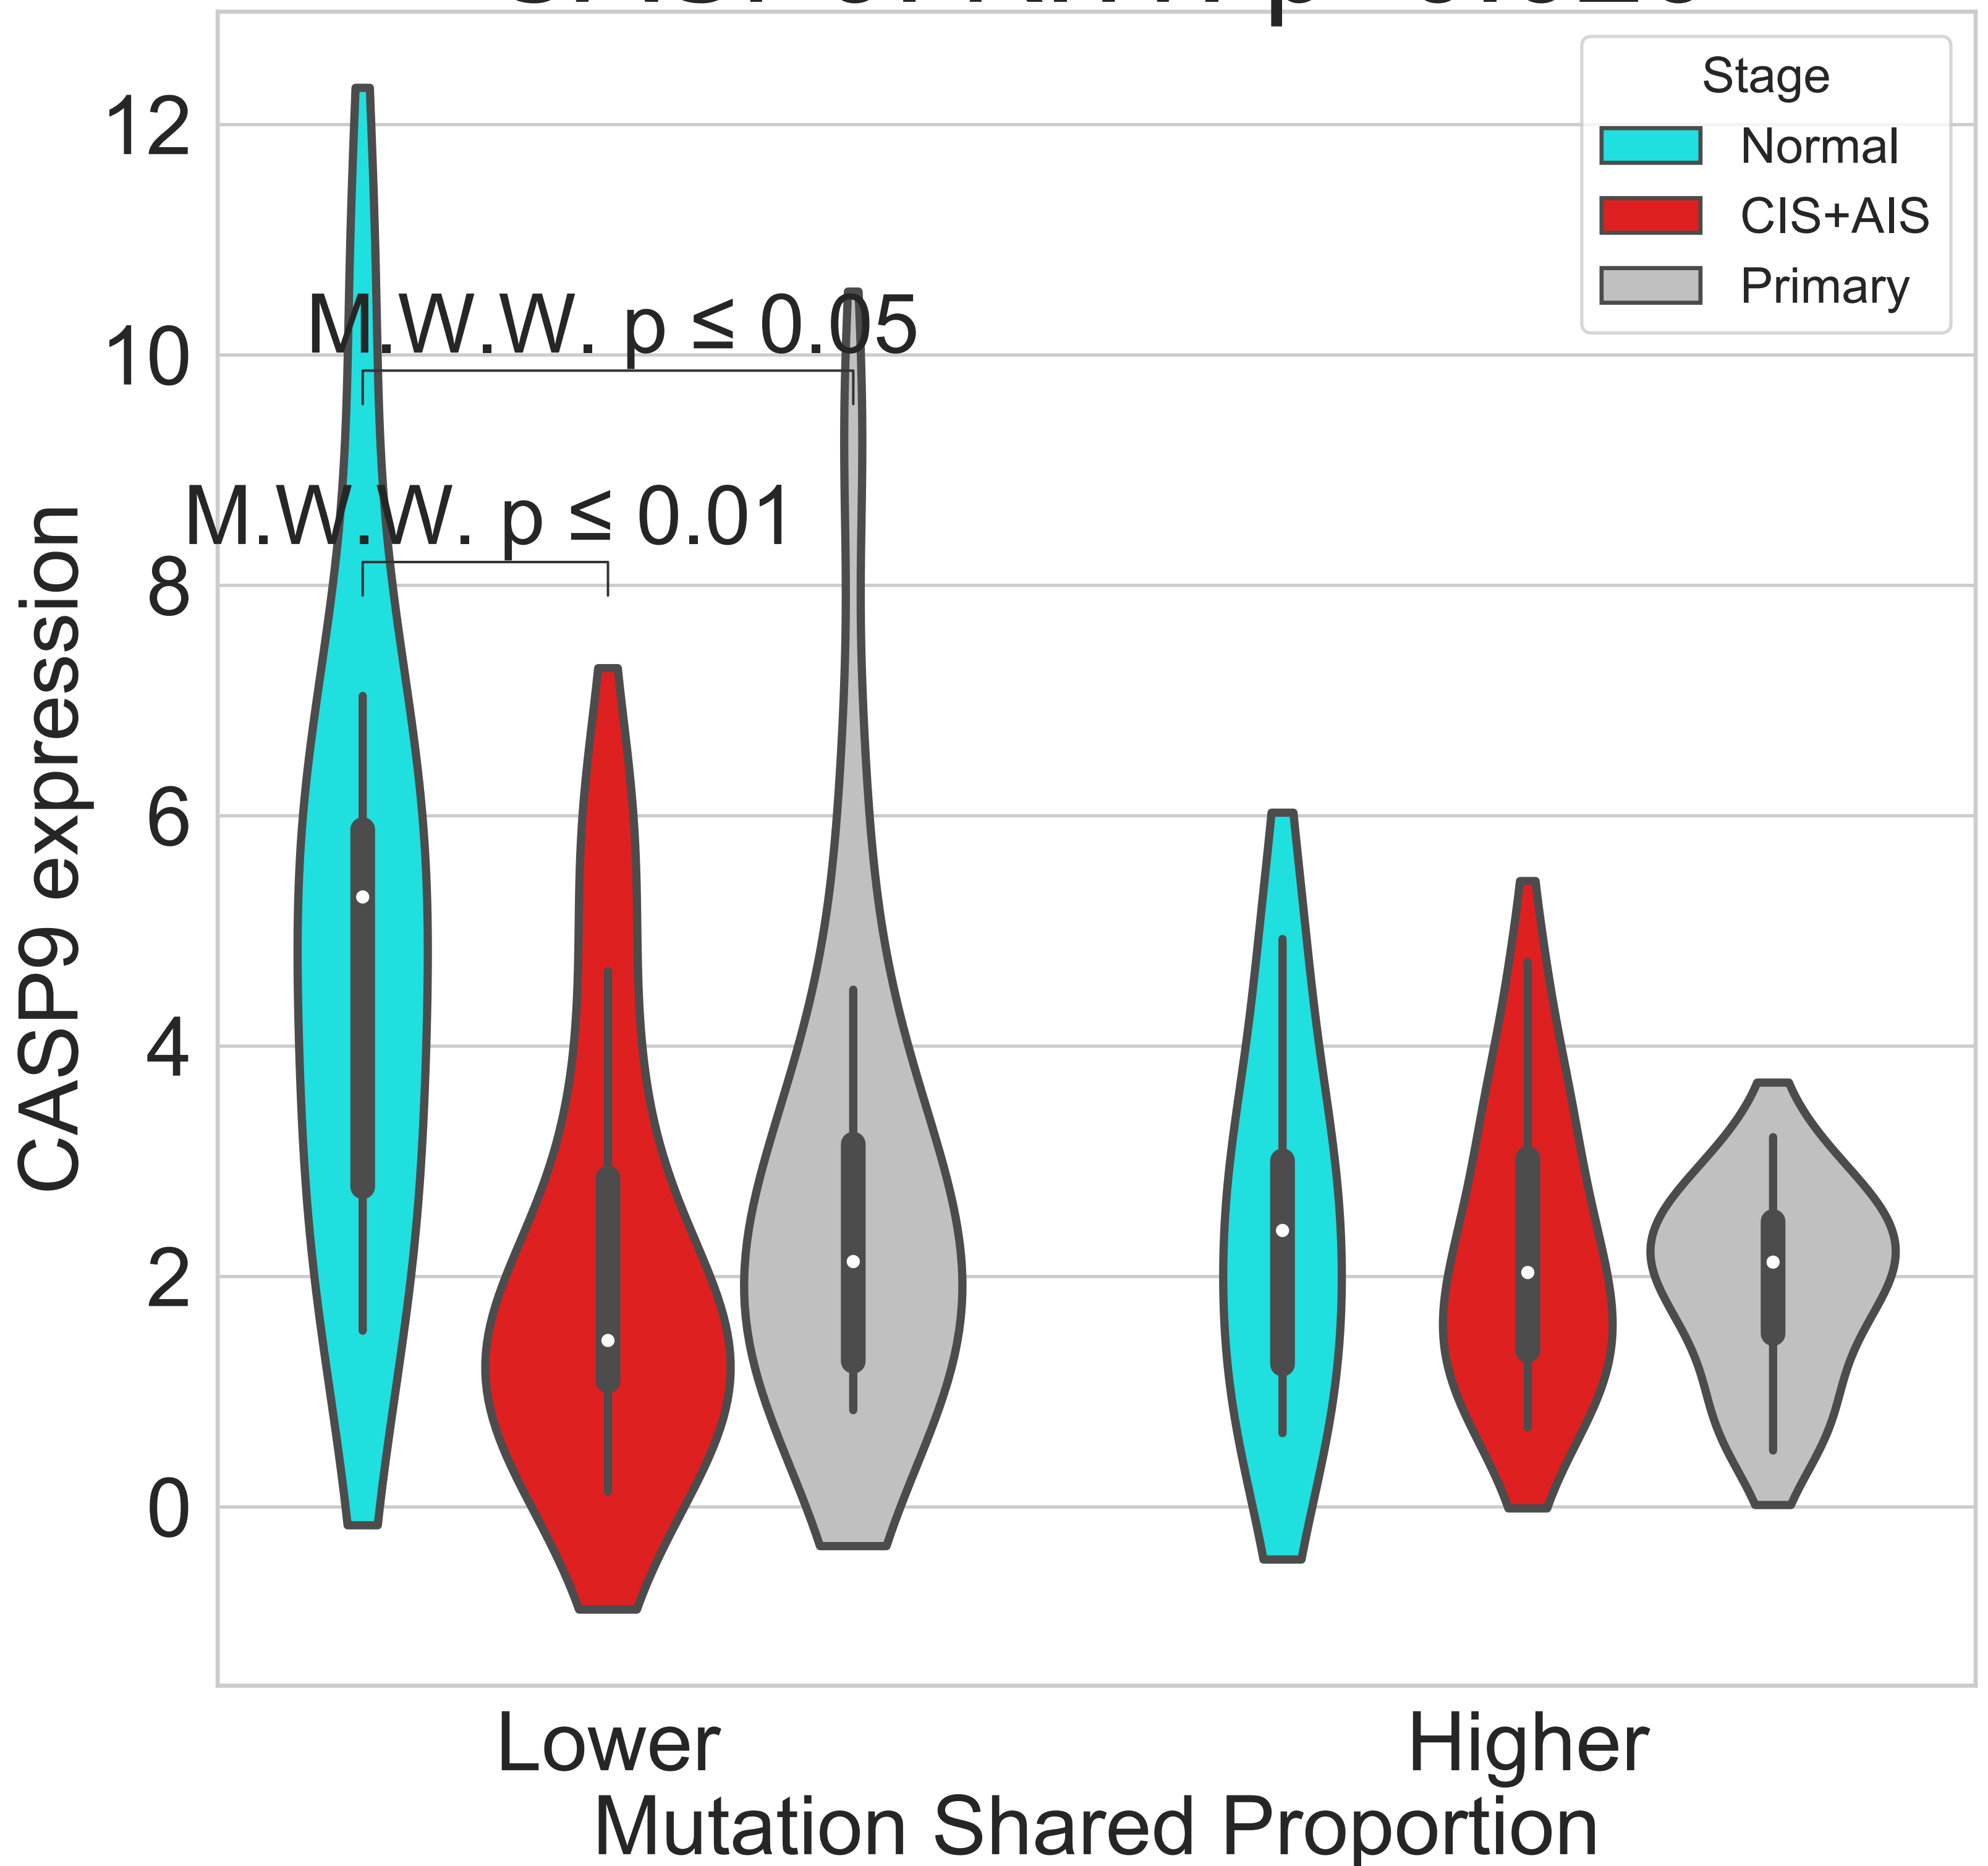 Stage
Normal
CIS+AIS
Primary
M.W.W. p ≤ 0.05
M.W.W. p ≤ 0.01
CASP9 expression
12
10
8
6
4
2
0
Lower
Higher
Mutation Shared Proportion